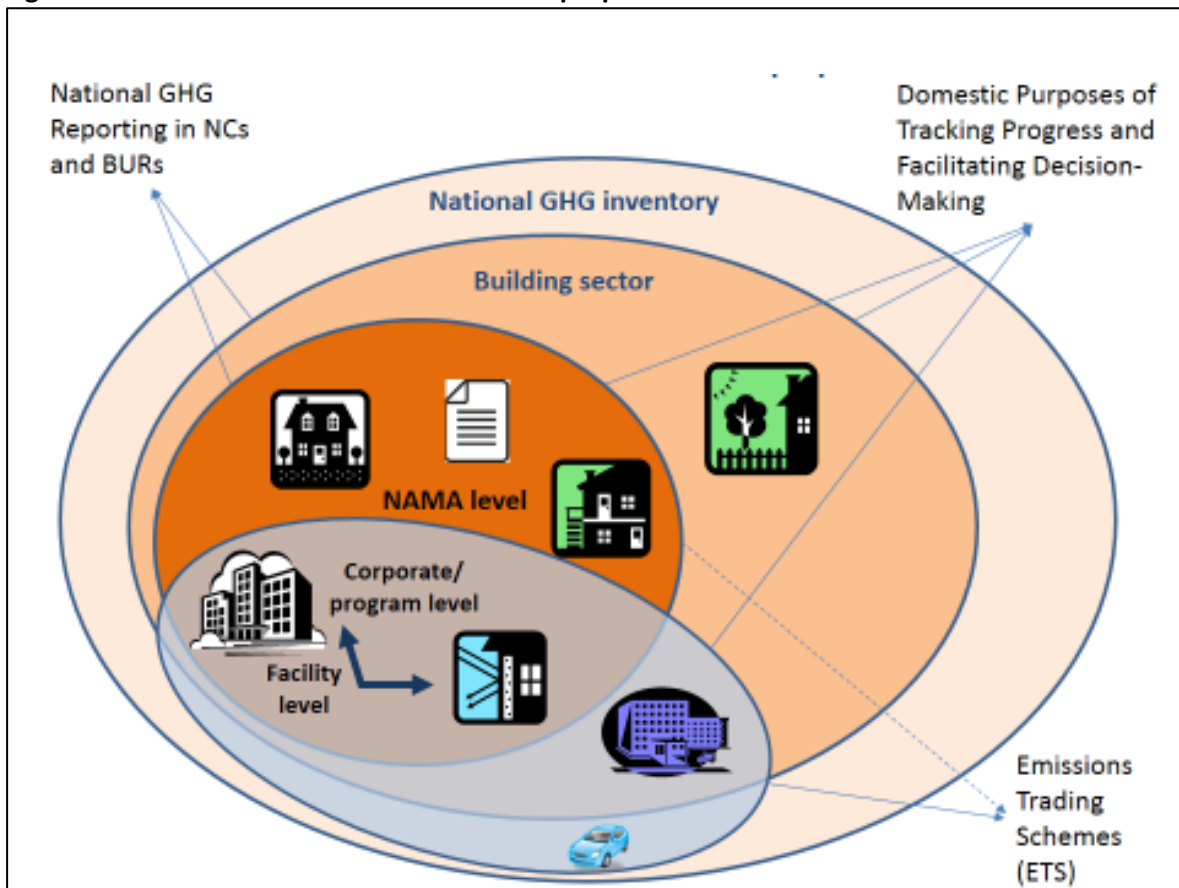 National GHG
Reporting in NCs
and BURs
Domestic Purposes of
Tracking Progress and
Facilitating Decision-
Making
National GHG inventory
Building sector
NAMA level
Corporate/
program level
Facility
level
Emissions
Trading
Schemes
(ETS)